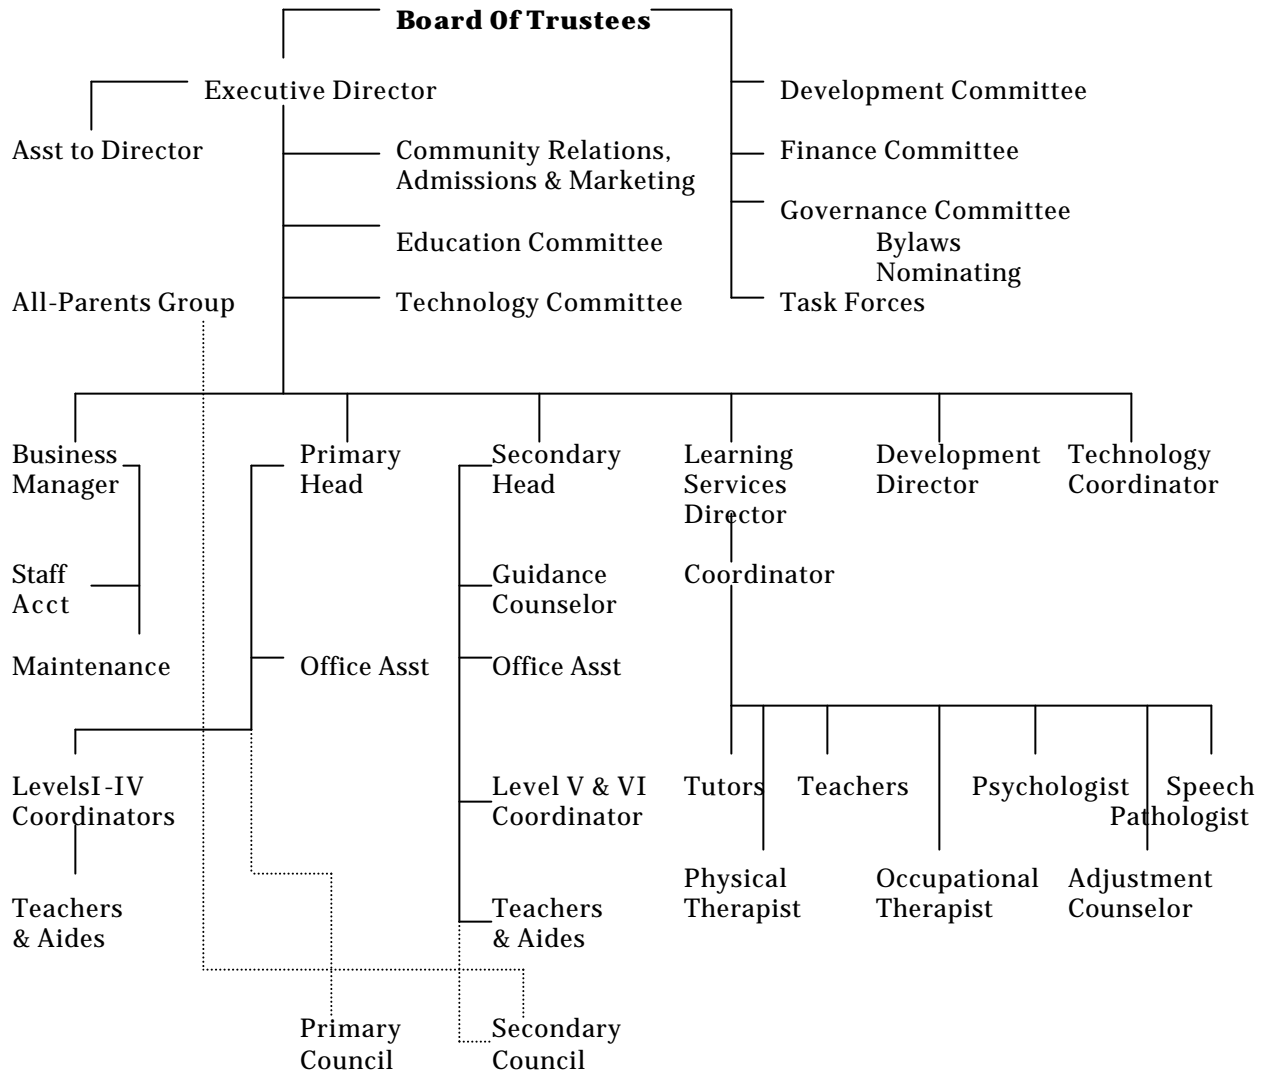 Board Of Trustees
Executive Director
Development Committee
Asst to Director
Community Relations,
Admissions & Marketing
Finance Committee
Governance Committee
Bylaws
Nominating
Education Committee
All-Parents Group
Technology Committee
Task Forces
Business
Manager
Primary
Head
Secondary
Head
Learning
Services
Director
Development
Director
Technology
Coordinator
Staff
Acct
Guidance
Counselor
Coordinator
Maintenance
Office Asst
Office Asst
LevelsI-IV
Coordinators
Level V & VI
Coordinator
Tutors
Teachers
Psychologist
Speech
Pathologist
Physical
Therapist
Occupational
Therapist
Adjustment
Counselor
Teachers
& Aides
Teachers
& Aides
Primary
Council
Secondary
Council